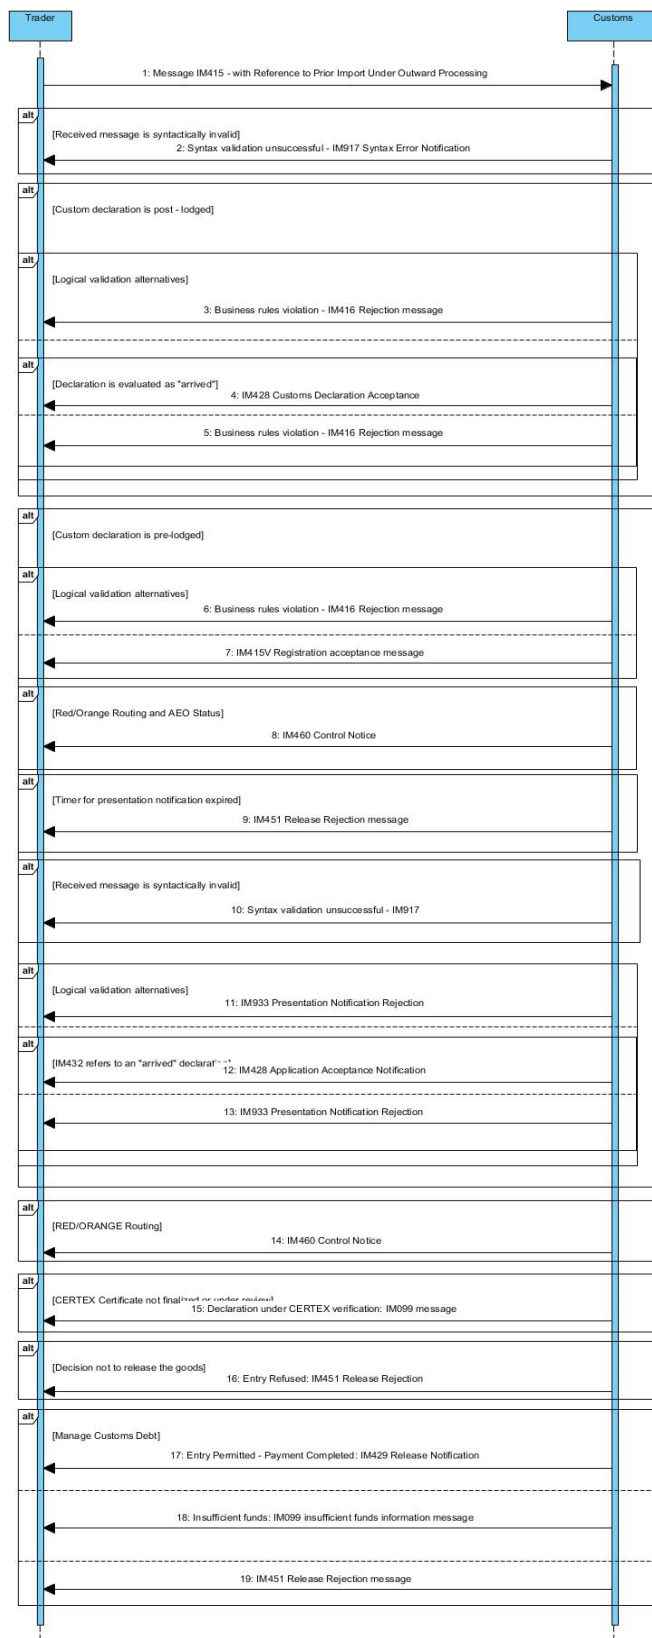 Trader
Customs
1: Message IM415 - with Reference to Prior Import Under Outward Processing
alt
[Received message is syntactically invalid]
2: Syntax validation unsuccessful - IM917 Syntax Error Notification
alt
[Custom declaration is post - lodged]
alt
[Logical validation alternatives]
3: Business rules violation - IM416 Rejection message
alt
[Declaration is evaluated as "arrived"]
4: IM428 Customs Declaration Acceptance
5: Business rules violation - IM416 Rejection message
alt
[Custom declaration is pre-lodged]
alt
[Logical validation alternatives]
6: Business rules violation - IM416 Rejection message
7: IM415V Registration acceptance message
alt
[Red/Orange Routing and AEO Status]
8: IM460 Control Notice
alt
[Timer for presentation notification expired]
9: IM451 Release Rejection message
alt
[Received message is syntactically invalid]
10: Syntax validation unsuccessful - IM917
alt
[Logical validation alternatives]
11: IM933 Presentation Notification Rejection
alt
[IM432 refers to an "arrived"
12: IM428 Application Acceptance Notification
13: IM933 Presentation Notification Rejection
alt
[RED/ORANGE Routing]
14: IM460 Control Notice
alt
[CERTEX Certificate not finalized or under review]
15: Declaration under CERTEX verification: IM099 message
alt
[Decision not to release the goods]
16: Entry Refused: IM451 Release Rejection
alt
[Manage Customs Debt]
17: Entry Permitted - Payment Completed: IM429 Release Notification
18: Insufficient funds: IM099 insufficient funds information message
19: IM451 Release Rejection message